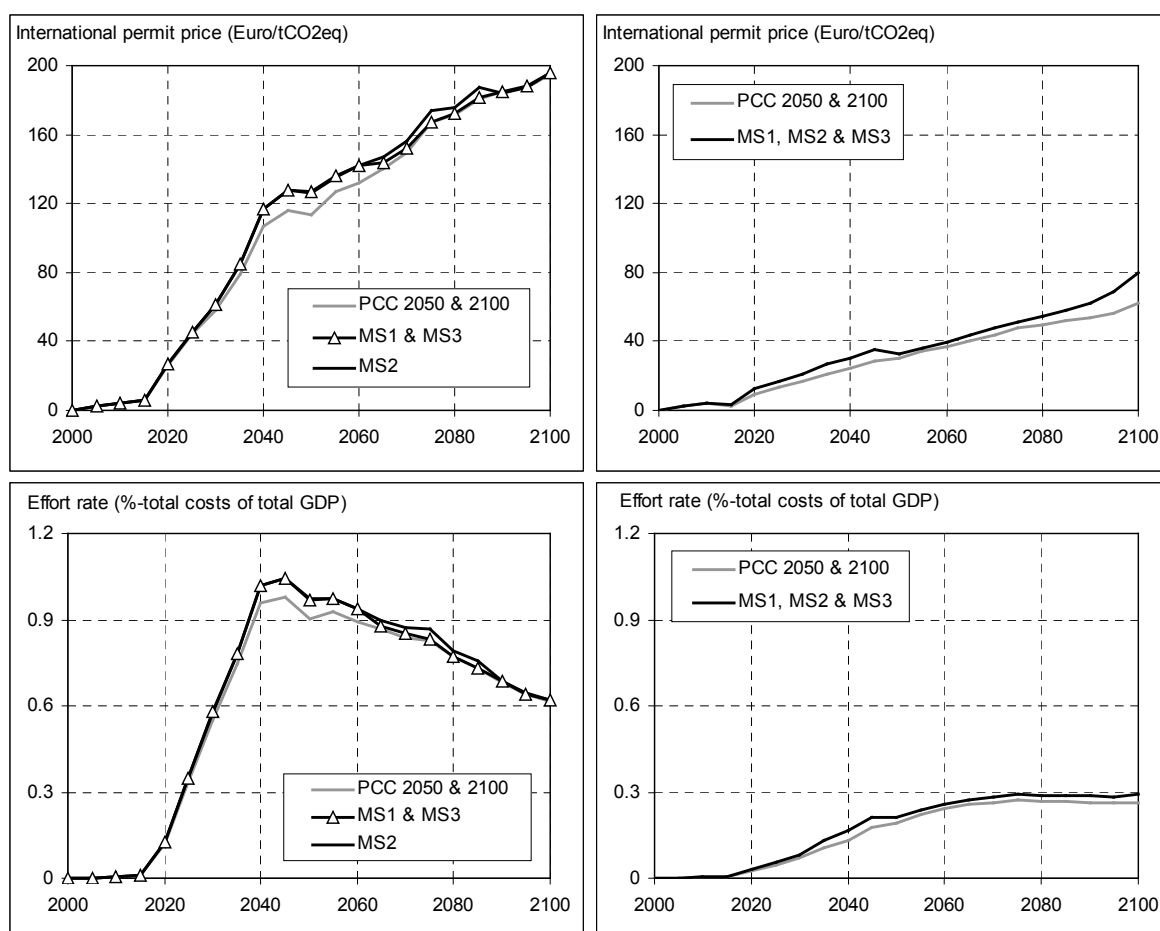 International permit price (Euro/tCO2eq)
200
160
120
80
40
0
PCC 2050 & 2100
MS1 & MS3
MS2
2000 2020 2040 2060 2080 2100
International permit price (Euro/tCO2eq)
200
160
120
80
40
0
PCC 2050 & 2100
MS1, MS2 & MS3
2000 2020 2040 2060 2080 2100
Effort rate (%-total costs of total GDP)
1.2
0.9
0.6
0.3
0
PCC 2050 & 2100
MS1 & MS3
MS2
2000 2020 2040 2060 2080 2100
Effort rate (%-total costs of total GDP)
1.2
0.9
0.6
0.3
0
PCC 2050 & 2100
MS1, MS2 & MS3
2000 2020 2040 2060 2080 2100